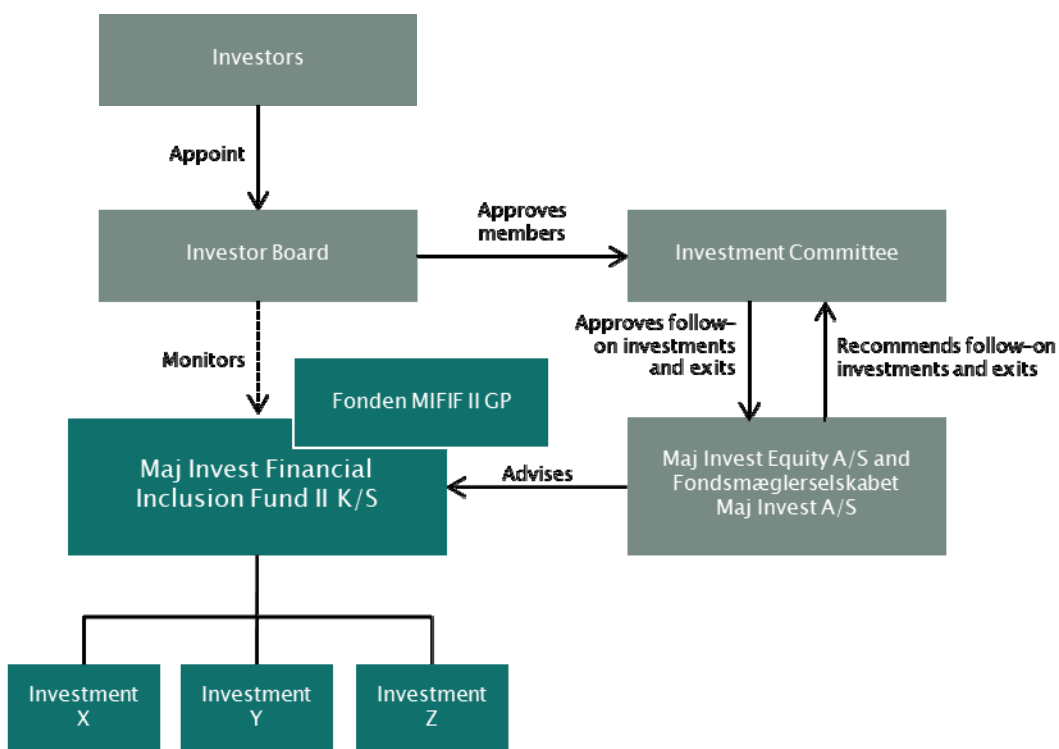 Investors
Appoint
Investor Board
Approves
members
Investment Committee
Monitors
Approves follow-
on investments
and exits
Recommends follow-on
investments and exits
Fonden MIFIF II GP
Maj Invest Financial
Inclusion Fund II K/S
Advises
Maj Invest Equity A/S and
Fondsmæglerselskabet
Maj Invest A/S
Investment
X
Investment
Y
Investment
Z